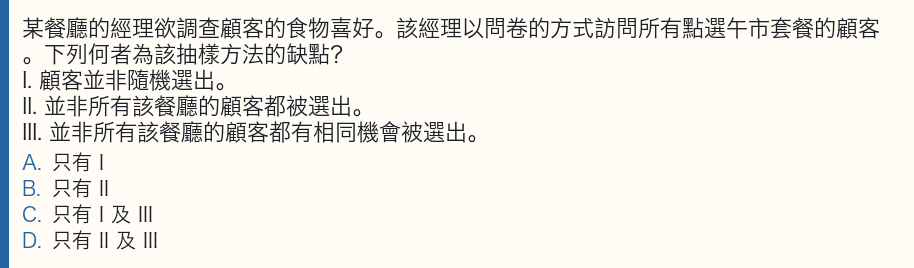 某餐廳的經理欲調查顧客的食物喜好。該經理以問卷的方式訪問所有點選午市套餐的顧客
。下列何者為該抽樣方法的缺點?
I. 顧客並非隨機選出。
II. 並非所有該餐廳的顧客都被選出。
III. 並非所有該餐廳的顧客都有相同機會被選出。
A. 只有 I
B. 只有 II
C. 只有 I 及 III
D. 只有 II 及 III